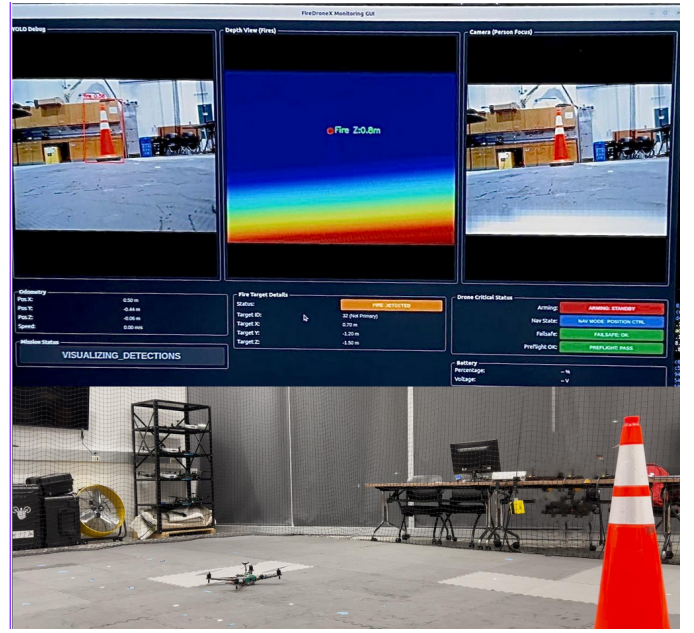 FireDroneX Monitoring GUI
YOLO Debug
Depth View (Fires)
Camera (Person Focus)
Fire Z:0.8m
Odometry
Pos X: 0.50 m
Pos Y: -0.44 m
Pos Z: -0.06 m
Speed: 0.00 m/s
Mission Status
VISUALIZING_DETECTIONS
Fire Target Details
Status: FIRE DETECTED
Target ID: 32 (Not Primary)
Target X: 0.70 m
Target Y: -1.20 m
Target Z: -1.50 m
Drone Critical Status
Arming: ARMING: STANDBY
Nav State: NAV MODE: POSITION CTRL
Failsafe: FAILSAFE: OK
Preflight OK: PREFLIGHT: PASS
Battery
Percentage: -- %
Voltage: -- V